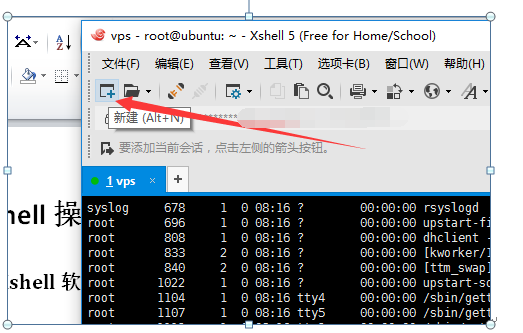 vps - root@ubuntu: ~ - Xshell 5 (Free for Home/School)
文件(F) 编辑(E) 查看(V) 工具(T) 选项卡(B) 窗口(W) 帮助(H)
新建 (Alt+N)
********
要添加当前会话，点击左侧的箭头按钮。
1 vps × +
syslog 678 1 0 08:16 ? 00:00:00 rsyslogd
root 696 1 0 08:16 ? 00:00:00 upstart-fi
root 808 1 0 08:16 ? 00:00:00 dhclient -
root 833 2 0 08:16 ? 00:00:00 [kworker/1
root 840 2 0 08:16 ? 00:00:00 [ttm_swap]
root 1022 1 0 08:16 ? 00:00:00 upstart-so
root 1104 1 0 08:16 tty4 00:00:00 /sbin/gett
root 1107 1 0 08:16 tty5 00:00:00 /sbin/gett
hell 操
xshell 软